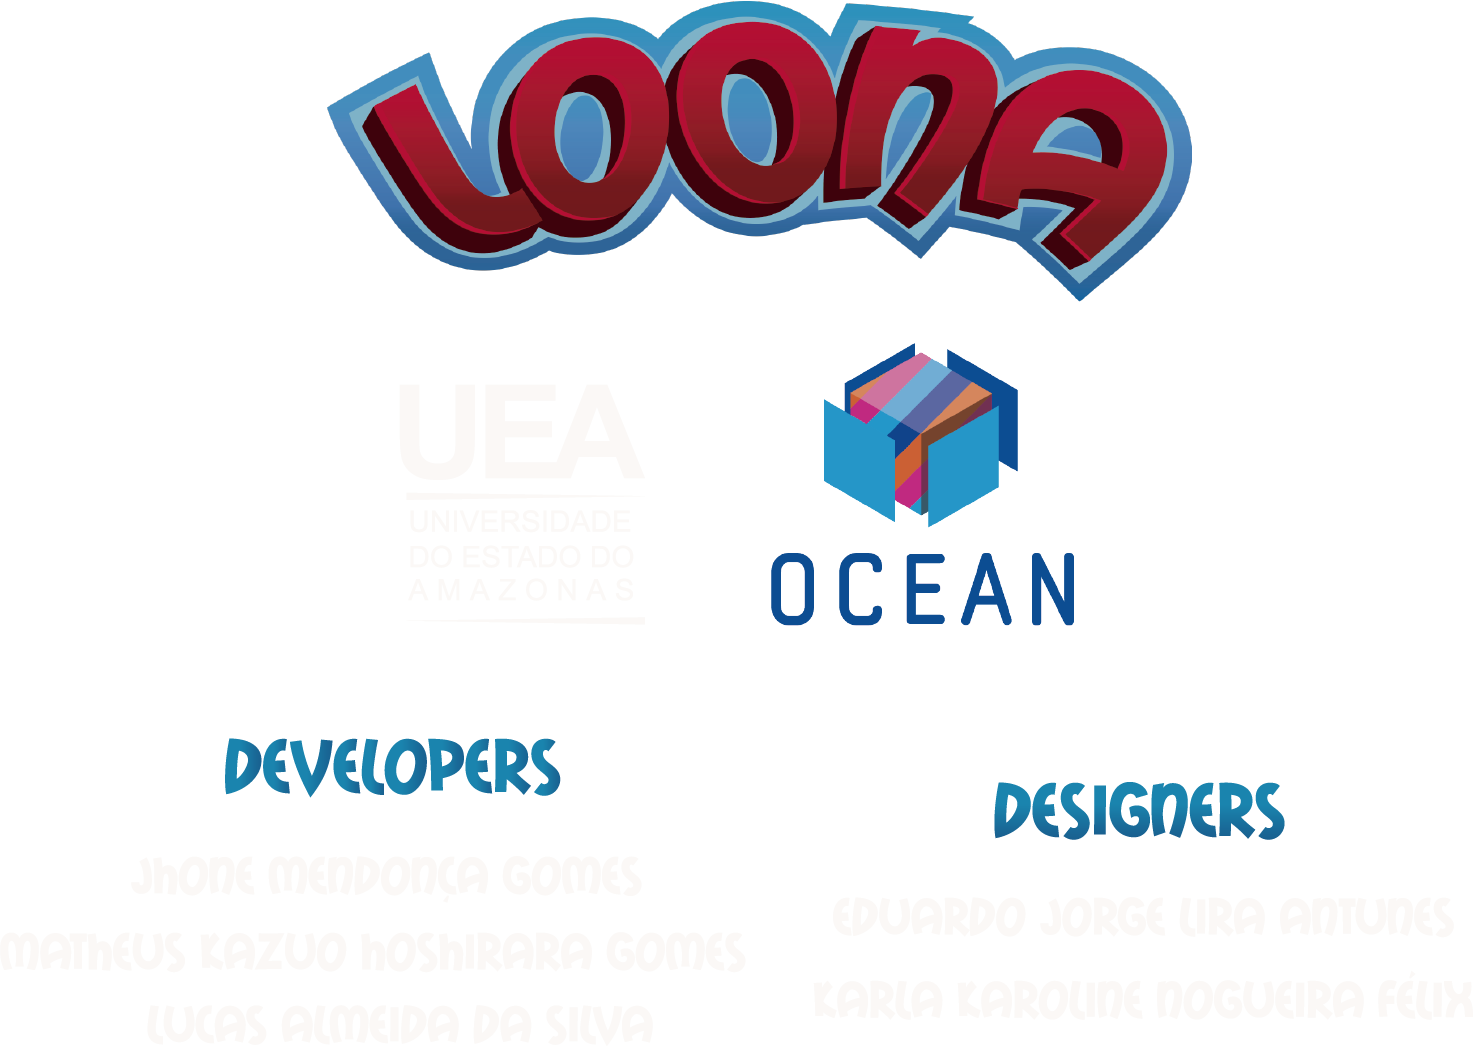 LOONA
UEA
UNIVERSIDADE
DO ESTADO DO
AMAZONAS
OCEAN
DEVELOPERS
JHONE MENDONÇA GOMES
MATHEUS KAZUO HOSHIRARA GOMES
LUCAS ALMEIDA DA SILVA
DESIGNERS
EDUARDO JORGE LIRA ANTUNES
KARLA KAROLINE NOGUEIRA FÉLIX